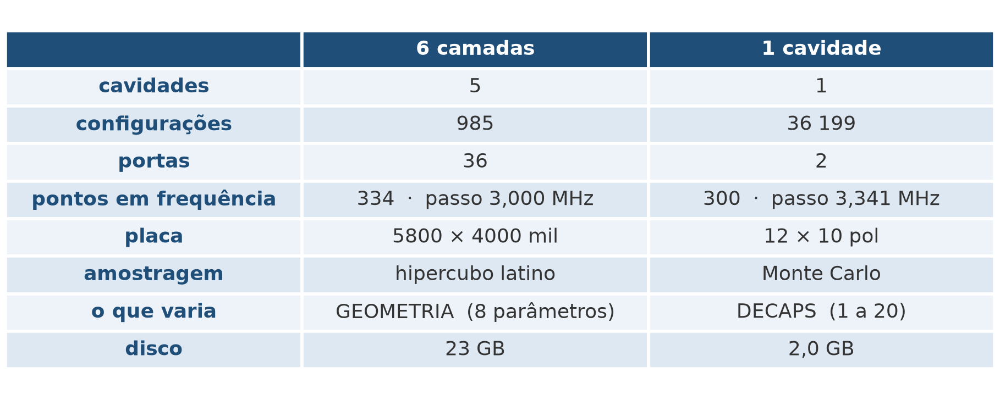 6 camadas 1 cavidade
cavidades 5 1
configurações 985 36 199
portas 36 2
pontos em frequência 334 · passo 3,000 MHz 300 · passo 3,341 MHz
placa 5800 × 4000 mil 12 × 10 pol
amostragem hipercubo latino Monte Carlo
o que varia GEOMETRIA (8 parâmetros) DECAPS (1 a 20)
disco 23 GB 2,0 GB